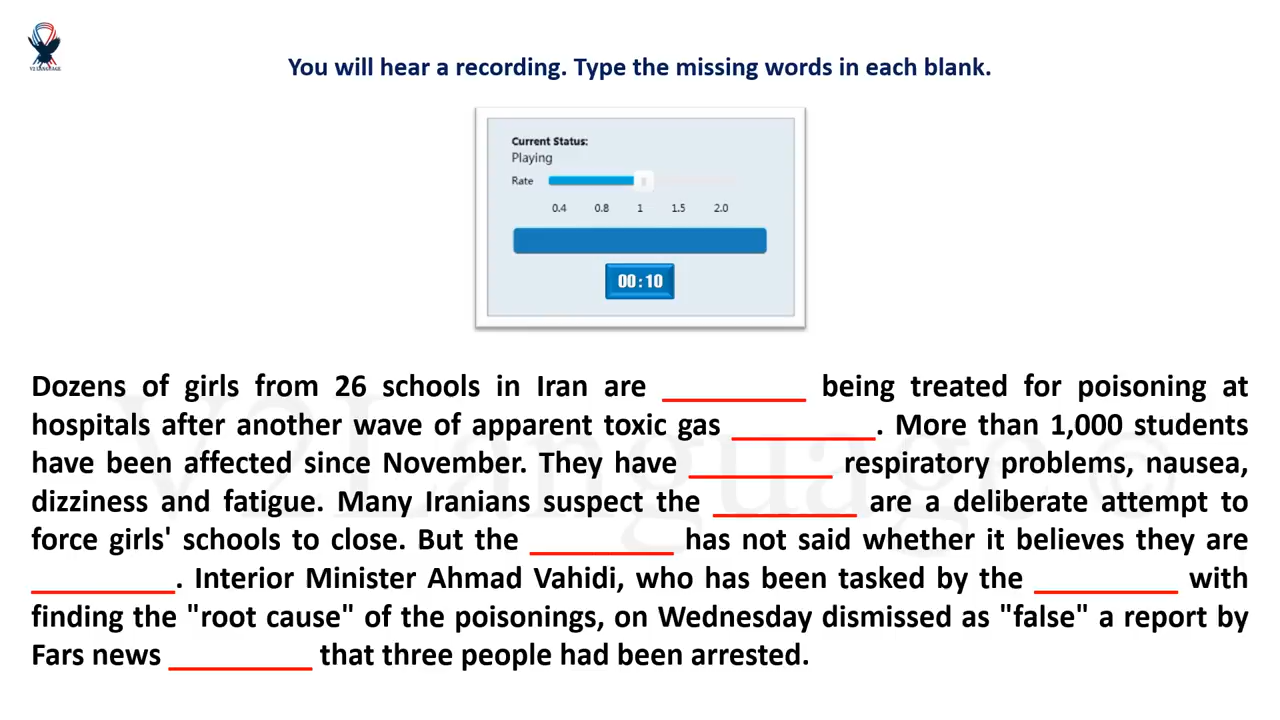 V2 LANGUAGE
You will hear a recording. Type the missing words in each blank.
Current Status:
Playing
Rate
0.4 0.8 1 1.5 2.0
00:10
Dozens of girls from 26 schools in Iran are __________ being treated for poisoning at
hospitals after another wave of apparent toxic gas __________. More than 1,000 students
have been affected since November. They have __________ respiratory problems, nausea,
dizziness and fatigue. Many Iranians suspect the __________ are a deliberate attempt to
force girls' schools to close. But the __________ has not said whether it believes they are
__________. Interior Minister Ahmad Vahidi, who has been tasked by the __________ with
finding the "root cause" of the poisonings, on Wednesday dismissed as "false" a report by
Fars news __________ that three people had been arrested.
V2Language ©